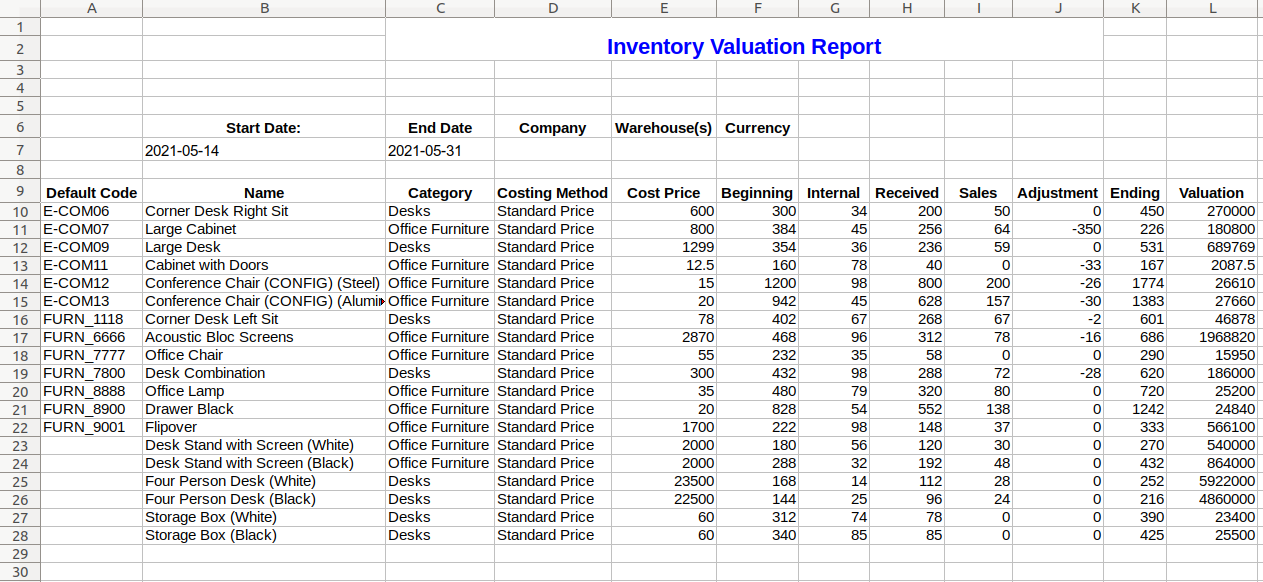 A B C D E F G H I J K L
1
2 Inventory Valuation Report
3
4
5
6 Start Date: End Date Company Warehouse(s) Currency
7 2021-05-14 2021-05-31
8
9 Default Code Name Category Costing Method Cost Price Beginning Internal Received Sales Adjustment Ending Valuation
10 E-COM06 Corner Desk Right Sit Desks Standard Price 600 300 34 200 50 0 450 270000
11 E-COM07 Large Cabinet Office Furniture Standard Price 800 384 45 256 64 -350 226 180800
12 E-COM09 Large Desk Desks Standard Price 1299 354 36 236 59 0 531 689769
13 E-COM11 Cabinet with Doors Office Furniture Standard Price 12.5 160 78 40 0 -33 167 2087.5
14 E-COM12 Conference Chair (CONFIG) (Steel) Office Furniture Standard Price 15 1200 98 800 200 -26 1774 26610
15 E-COM13 Conference Chair (CONFIG) (Alumi Office Furniture Standard Price 20 942 45 628 157 -30 1383 27660
16 FURN_1118 Corner Desk Left Sit Desks Standard Price 78 402 67 268 67 -2 601 46878
17 FURN_6666 Acoustic Bloc Screens Office Furniture Standard Price 2870 468 96 312 78 -16 686 1968820
18 FURN_7777 Office Chair Office Furniture Standard Price 55 232 35 58 0 0 290 15950
19 FURN_7800 Desk Combination Desks Standard Price 300 432 98 288 72 -28 620 186000
20 FURN_8888 Office Lamp Office Furniture Standard Price 35 480 79 320 80 0 720 25200
21 FURN_8900 Drawer Black Office Furniture Standard Price 20 828 54 552 138 0 1242 24840
22 FURN_9001 Flipover Office Furniture Standard Price 1700 222 98 148 37 0 333 566100
23 Desk Stand with Screen (White) Office Furniture Standard Price 2000 180 56 120 30 0 270 540000
24 Desk Stand with Screen (Black) Office Furniture Standard Price 2000 288 32 192 48 0 432 864000
25 Four Person Desk (White) Desks Standard Price 23500 168 14 112 28 0 252 5922000
26 Four Person Desk (Black) Desks Standard Price 22500 144 25 96 24 0 216 4860000
27 Storage Box (White) Desks Standard Price 60 312 74 78 0 0 390 23400
28 Storage Box (Black) Desks Standard Price 60 340 85 85 0 0 425 25500
29
30